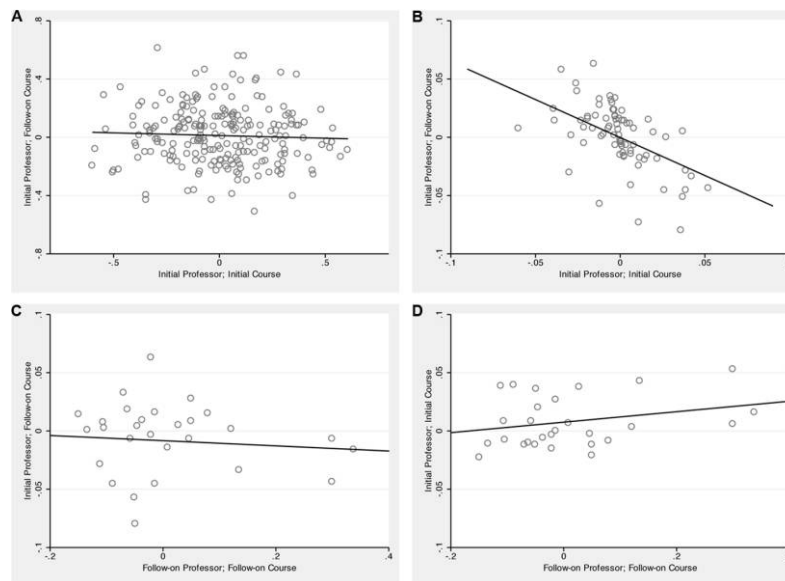 A
.8
.4
0
-.4
-.8
Initial Professor; Follow-on Course
-.5
0
.5
Initial Professor; Initial Course
B
.1
.05
0
-.05
-.1
Initial Professor; Follow-on Course
-.1
-.05
0
.05
Initial Professor; Initial Course
C
.1
.05
0
-.05
-.1
Initial Professor; Follow-on Course
-.2
0
.2
.4
Follow-on Professor; Follow-on Course
D
.1
.05
0
-.05
-.1
Initial Professor; Initial Course
-.2
0
.2
.4
Follow-on Professor; Follow-on Course